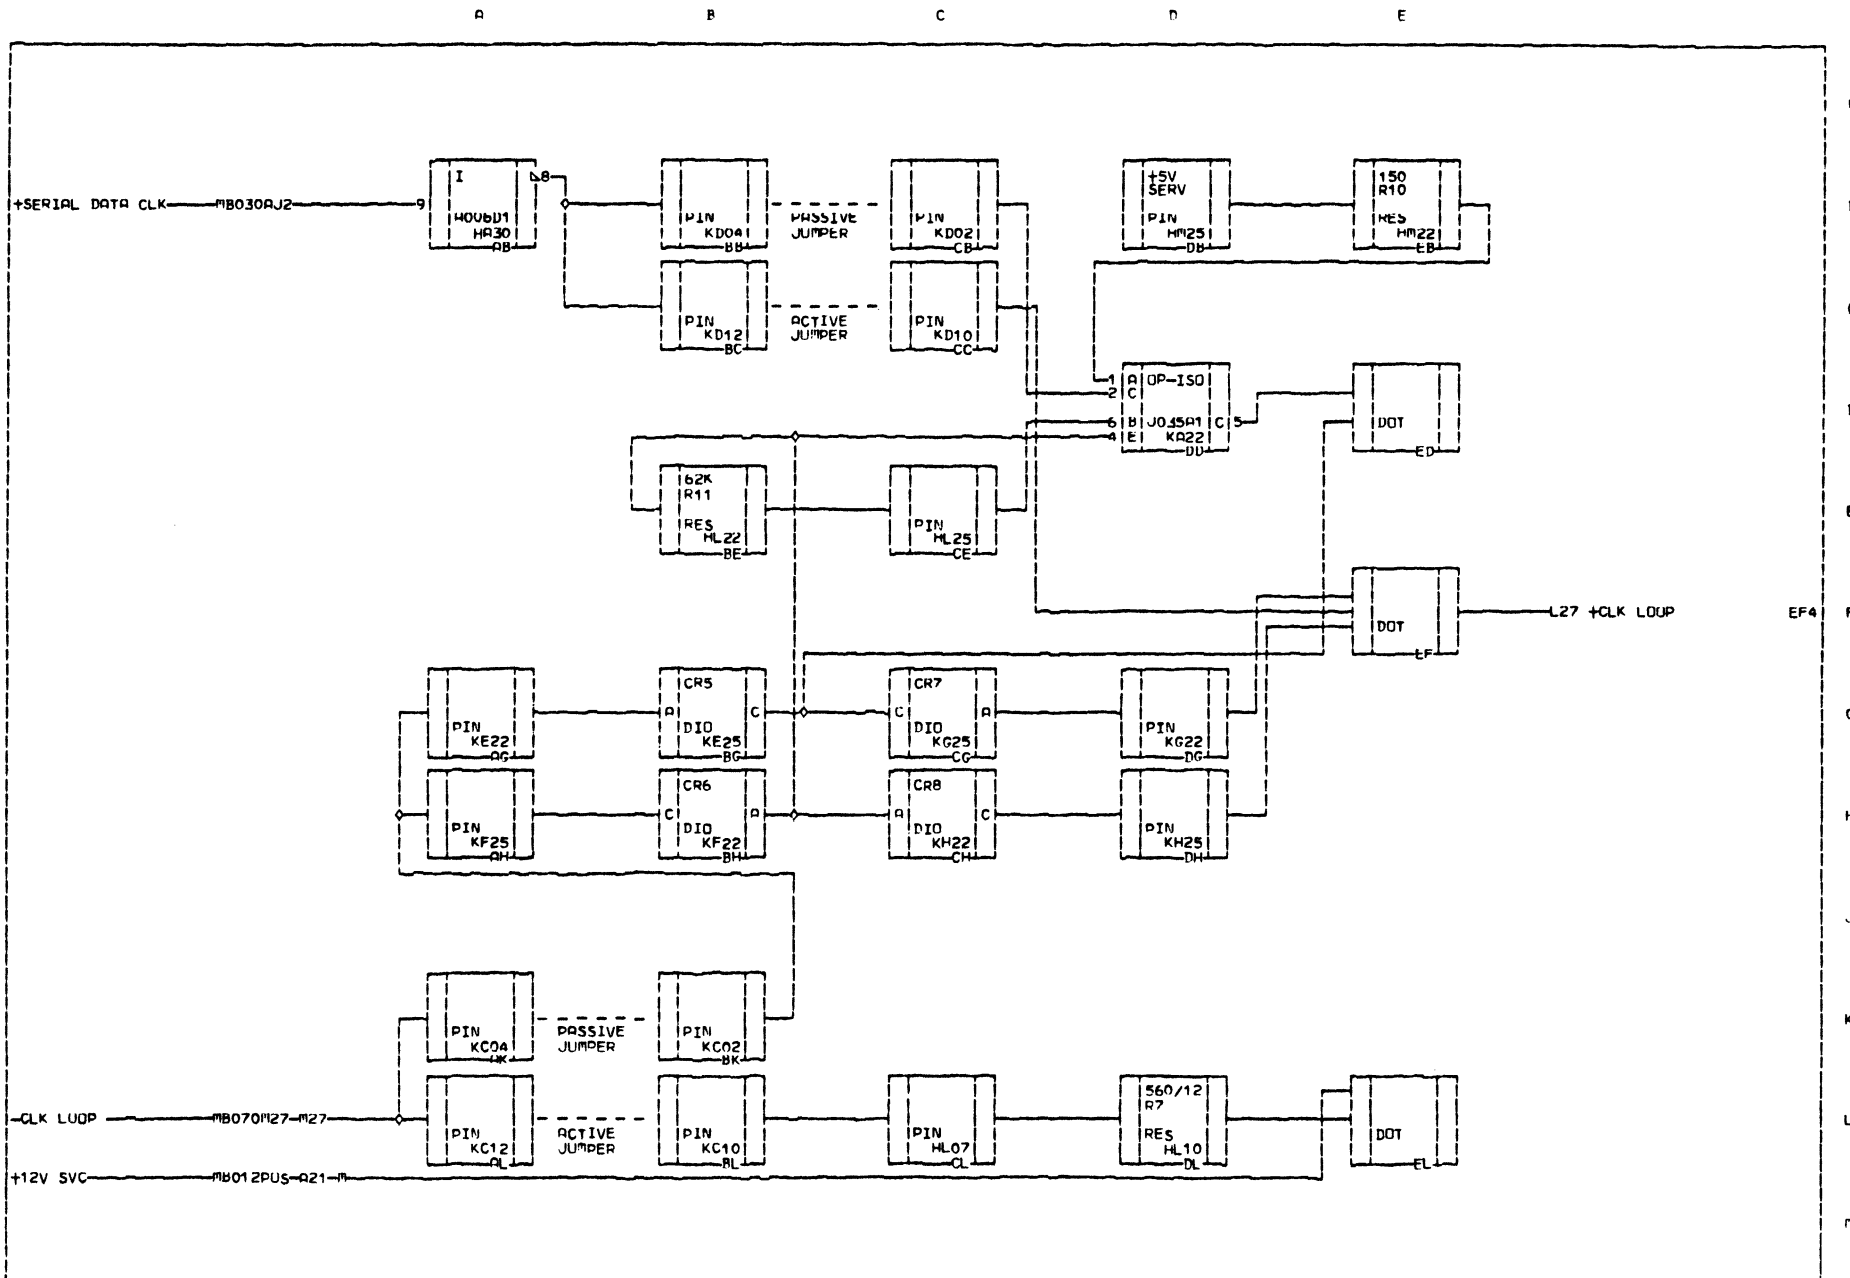 A B C D E
I 8 +5V 150
SERV R10
+SERIAL DATA CLK MB030AJ2 9
A006D1 PIN PASSIVE PIN PIN RES
HA30 KD04 JUMPER KD02 HM25 HM22
AB BB CB DB EB
PIN ACTIVE PIN
KD12 JUMPER KD10
BC CC
1 A OP-ISO
2 C
6 B J035A1 C 5 DOT
4 E KA22
DD ED
62K
R11
RES PIN
HL22 HL25
BE CE
L27 +CLK LOOP EF4
DOT
EF
CR5 CR7
A C C A
PIN DIO DIO PIN
KE22 KE25 KG25 KG22
AG BG CG DG
CR6 CR8
C A A C
PIN DIO DIO PIN
KF25 KF22 KH22 KH25
AH BH CH DH
PIN PASSIVE PIN
KC04 JUMPER KC02
AK BK
560/12
R7
-CLK LOOP MB070M27-M27
PIN ACTIVE PIN PIN RES DOT
KC12 JUMPER KC10 HL07 HL10
AL BL CL DL EL
+12V SVC MB012PUS-A21-M